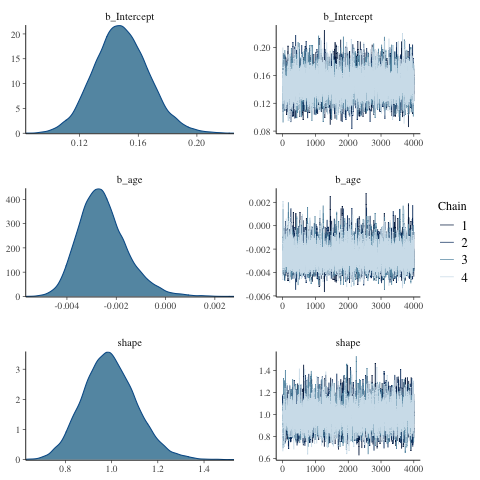 b_Intercept
20
15
10
5
0
0.12 0.16 0.20
b_Intercept
0.20
0.16
0.12
0.08
0 1000 2000 3000 4000
b_age
400
300
200
100
0
-0.004 -0.002 0.000 0.002
b_age
0.002
0.000
-0.002
-0.004
-0.006
0 1000 2000 3000 4000
Chain
1
2
3
4
shape
3
2
1
0
0.8 1.0 1.2 1.4
shape
1.4
1.2
1.0
0.8
0.6
0 1000 2000 3000 4000